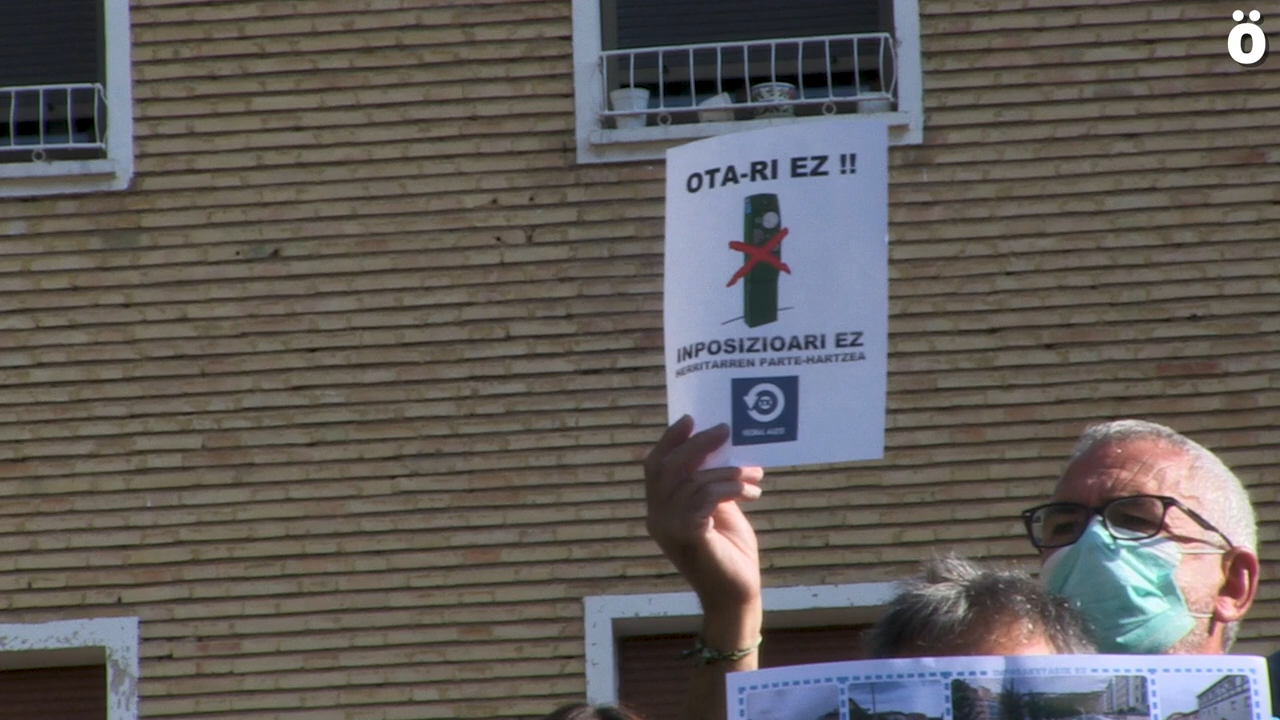 ö
OTA-RI EZ !!
INPOSIZIOARI EZ
HERRITARREN PARTE-HARTZEA